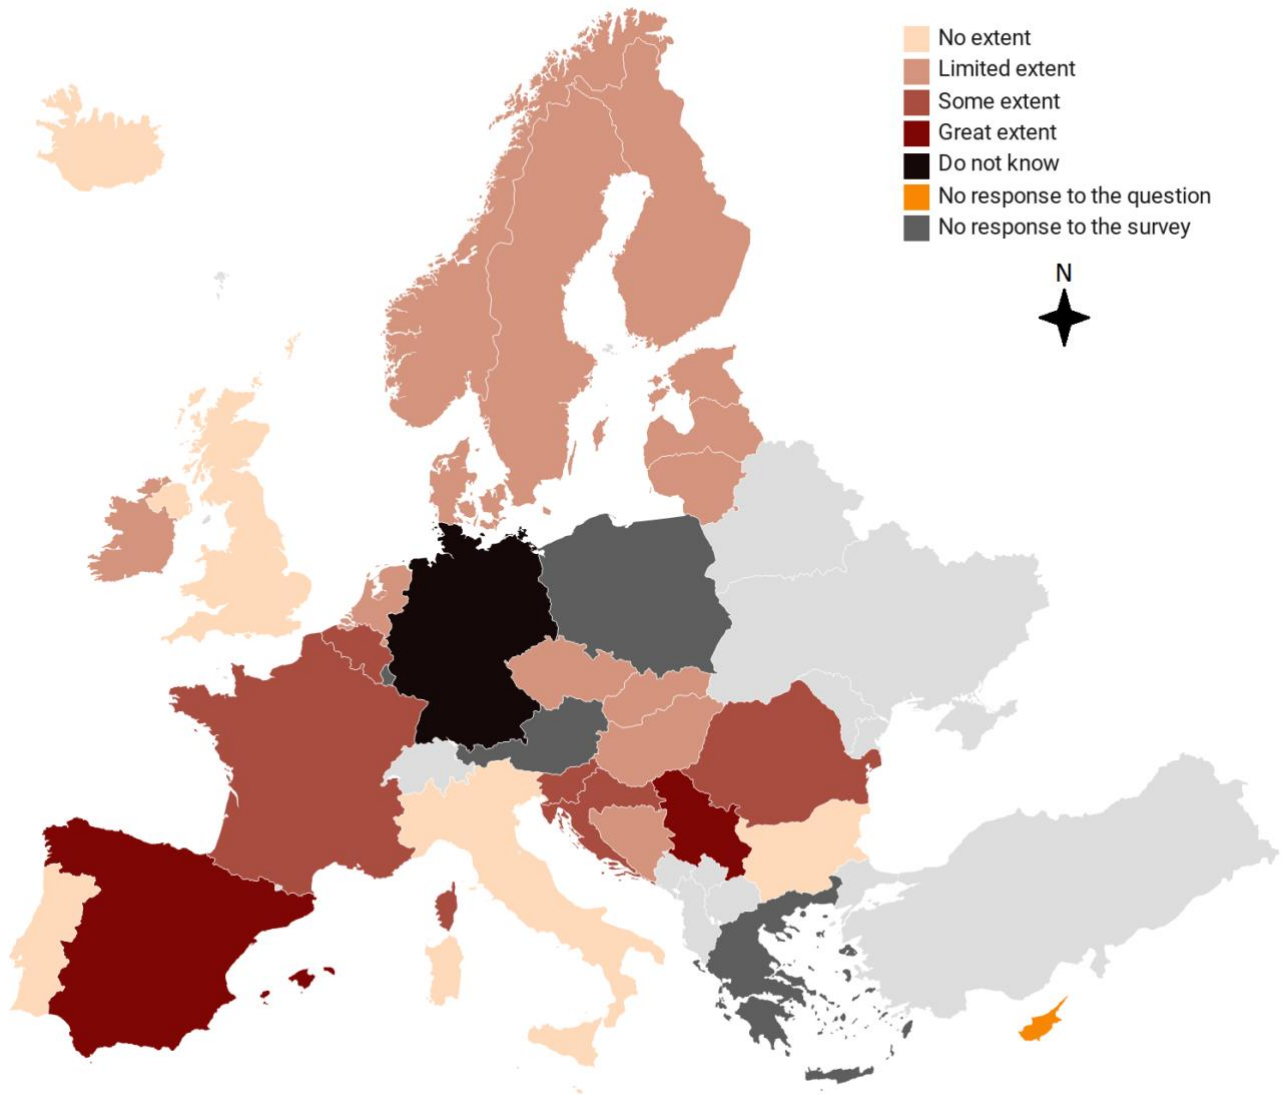 No extent
Limited extent
Some extent
Great extent
Do not know
No response to the question
No response to the survey
N